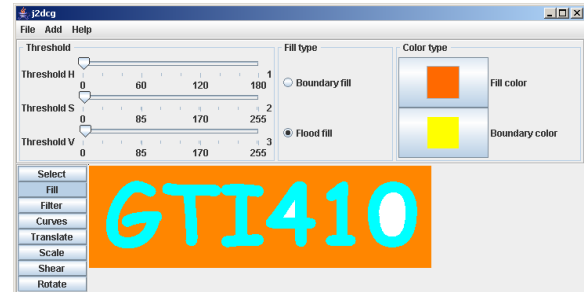 j2dcg
File Add Help
Threshold
Threshold H 0 60 120 180 1
Threshold S 0 85 170 255 2
Threshold V 0 85 170 255 3
Fill type
Boundary fill
Flood fill
Color type
Fill color
Boundary color
Select
Fill
Filter
Curves
Translate
Scale
Shear
Rotate
GTI410